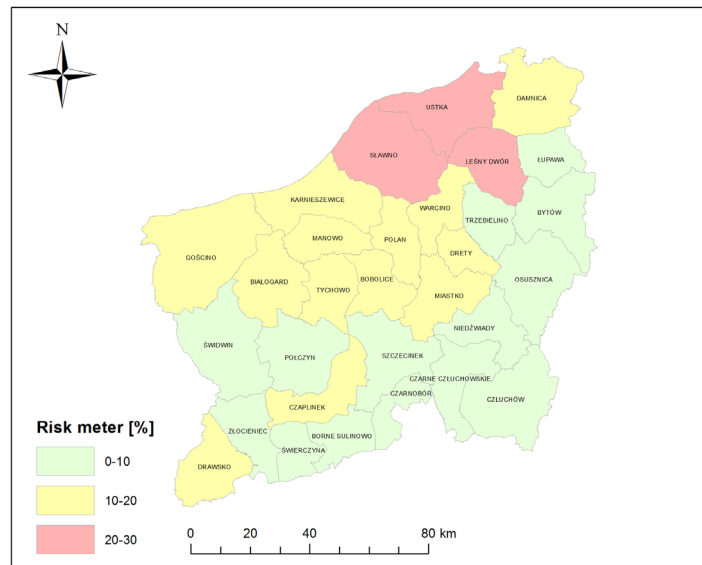 N
USTKA
DAMNICA
SŁAWNO
LEŚNY DWÓR
ŁUPAWA
KARNIESZEWICE
WARCINO
TRZEBIELINO
BYTÓW
MANOWO
POLAN
GOŚCINO
DRETY
BIAŁOGARD
TYCHOWO
BOBOLICE
OSUSZNICA
MIASTKO
NIEDŹWIADY
ŚWIDWIN
POŁCZYN
SZCZECINEK
CZARNE CZŁUCHOWSKIE
CZARNOBÓR
CZŁUCHÓW
CZAPLINEK
ZŁOCIENIEC
BORNE SULINOWO
ŚWIERCZYNA
DRAWSKO
Risk meter [%]
0-10
10-20
20-30
0 20 40 80 km